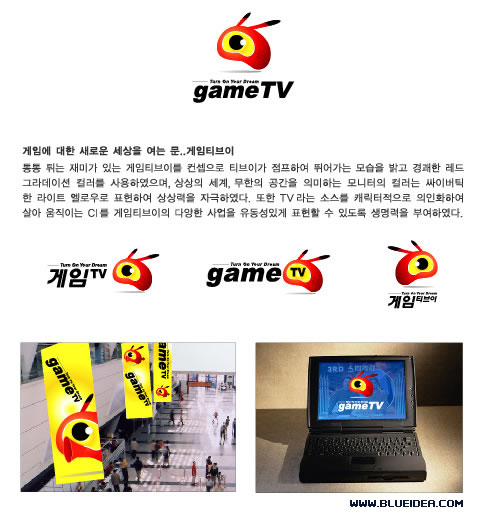 Turn On Your Dream
gameTV
게임에 대한 새로운 세상을 여는 문..게임티브이
통통 튀는 재미가 있는 게임티브이를 컨셉으로 티브이가 점프하여 뛰어가는 모습을 밝고 경쾌한 레드
그라데이션 컬러를 사용하였으며, 상상의 세계, 무한의 공간을 의미하는 모니터의 컬러는 싸이버틱
한 라이트 옐로우로 표현하여 상상력을 자극하였다. 또한 TV라는 소스를 캐릭터적으로 의인화하여
살아 움직이는 CI를 게임티브이의 다양한 사업을 유동성있게 표현할 수 있도록 생명력을 부여하였다.
Turn On Your Dream
게임TV
Turn On Your Dream
game TV
Turn On Your Dream
게임티브이
gameTV
gameTV
gameTV
3RD
gameTV
WWW.BLUEIDEA.COM